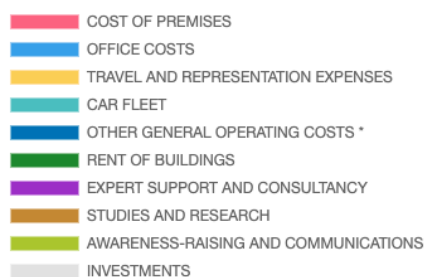 COST OF PREMISES
OFFICE COSTS
TRAVEL AND REPRESENTATION EXPENSES
CAR FLEET
OTHER GENERAL OPERATING COSTS *
RENT OF BUILDINGS
EXPERT SUPPORT AND CONSULTANCY
STUDIES AND RESEARCH
AWARENESS-RAISING AND COMMUNICATIONS
INVESTMENTS